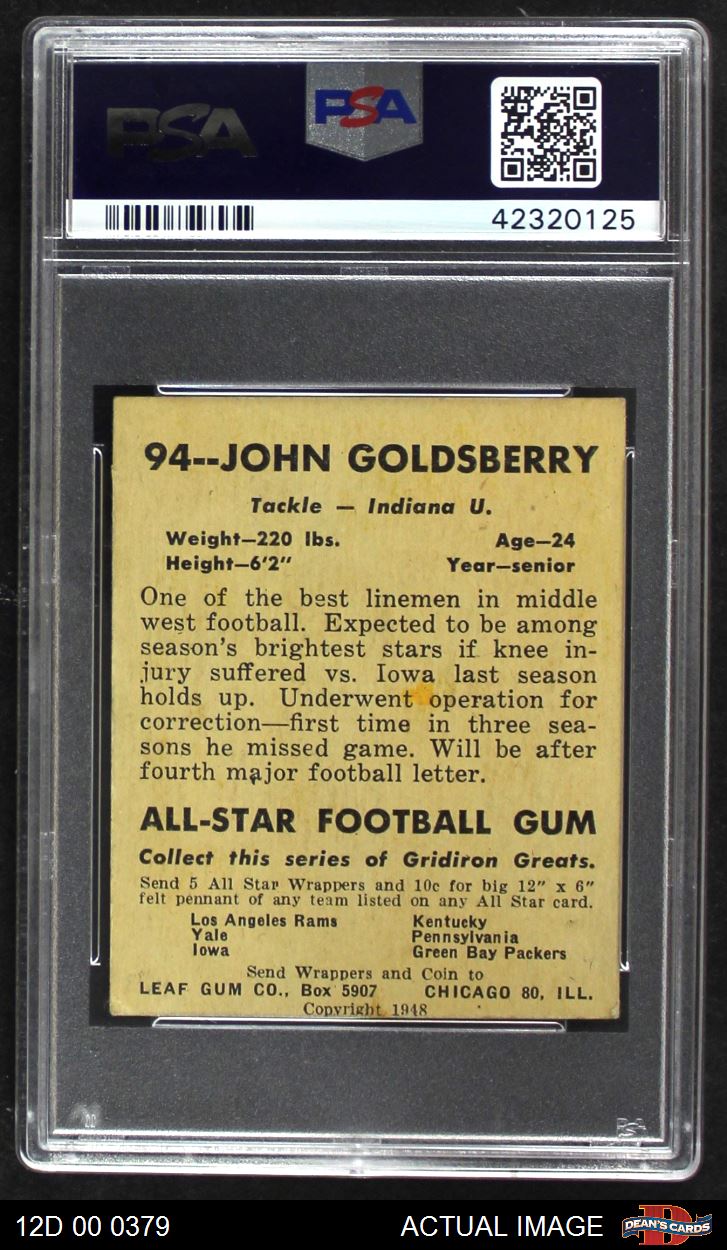 PSA PSA
42320125
94--JOHN GOLDSBERRY
Tackle — Indiana U.
Weight—220 lbs. Age—24
Height—6'2" Year—senior
One of the best linemen in middle
west football. Expected to be among
season's brightest stars if knee in-
jury suffered vs. Iowa last season
holds up. Underwent operation for
correction—first time in three sea-
sons he missed game. Will be after
fourth major football letter.
ALL-STAR FOOTBALL GUM
Collect this series of Gridiron Greats.
Send 5 All Star Wrappers and 10c for big 12" x 6"
felt pennant of any team listed on any All Star card.
Los Angeles Rams Kentucky
Yale Pennsylvania
Iowa Green Bay Packers
Send Wrappers and Coin to
LEAF GUM CO., Box 5907 CHICAGO 80, ILL.
Copyright 1948
PSA
12D 00 0379 ACTUAL IMAGE DEAN'S CARDS